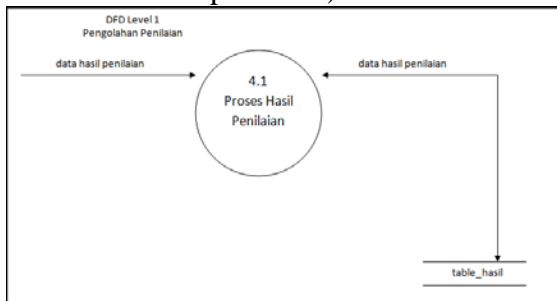 DFD Level 1
Pengolahan Penilaian
data hasil penilaian
data hasil penilaian
4.1
Proses Hasil
Penilaian
table_hasil